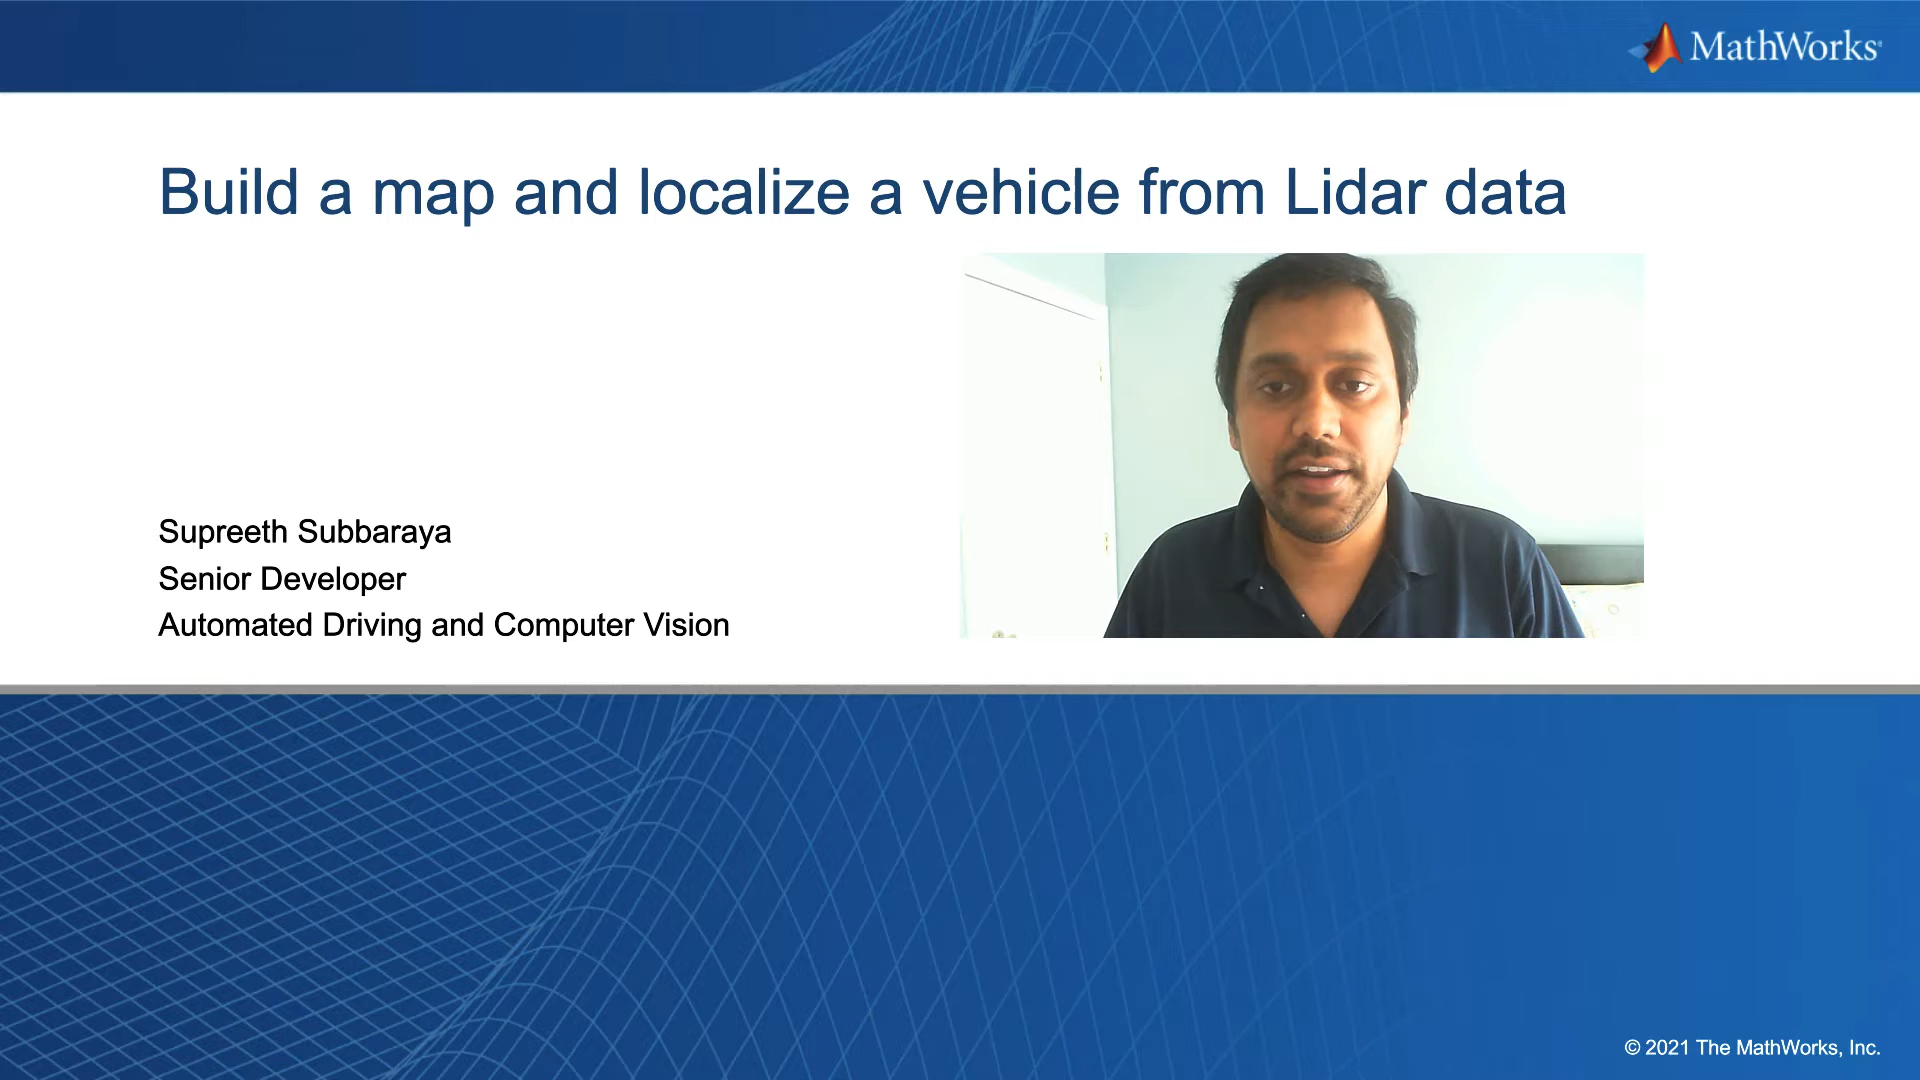 MathWorks®
Build a map and localize a vehicle from Lidar data
Supreeth Subbaraya
Senior Developer
Automated Driving and Computer Vision
© 2021 The MathWorks, Inc.